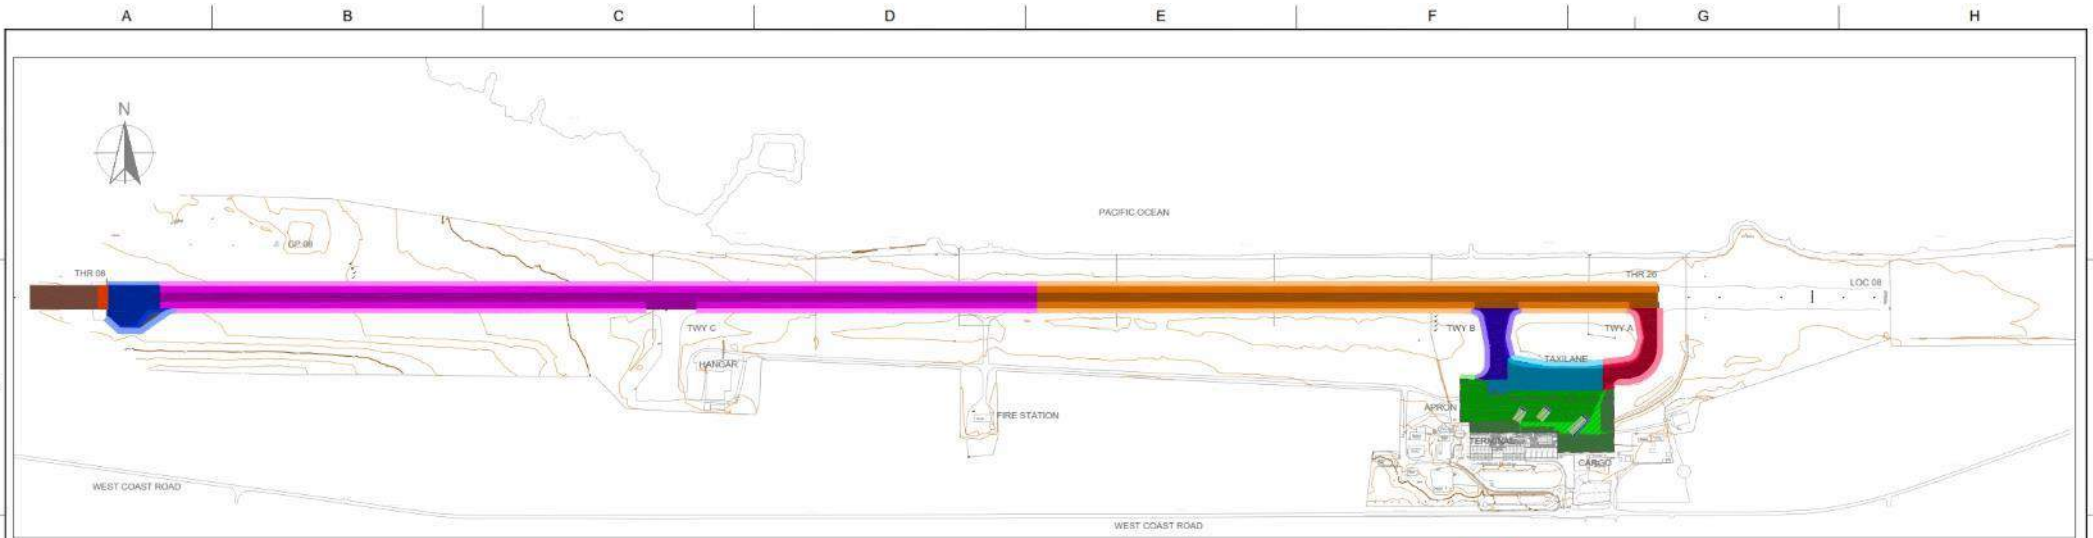 A B C D E F G H
N
PACIFIC OCEAN
GP 08
THR 08
THR 26
LOC 08
TWY C
TWY B
TWY A
HANGAR
TAXILANE
APRON
FIRE STATION
TERMINAL
CARGO
WEST COAST ROAD
WEST COAST ROAD